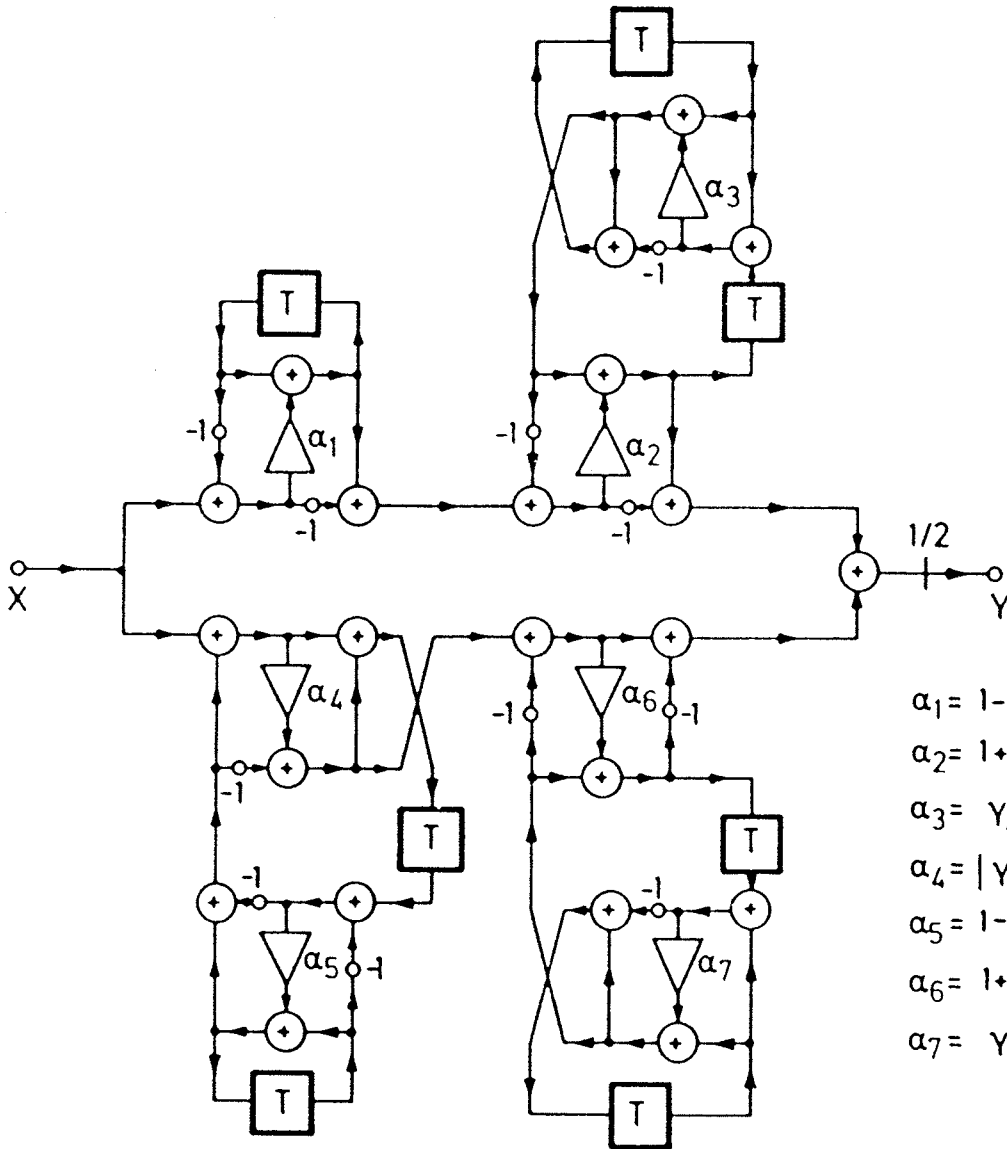 T
α3
-1
T
T
-1
α1
-1
-1
α2
-1
X
1/2
Y
α4
-1
-1
α6
-1
T
T
-1
α5
-1
-1
α7
T
T
α1 = 1-
α2 = 1+
α3 =
α4 = |
α5 = 1-
α6 = 1+
α7 =